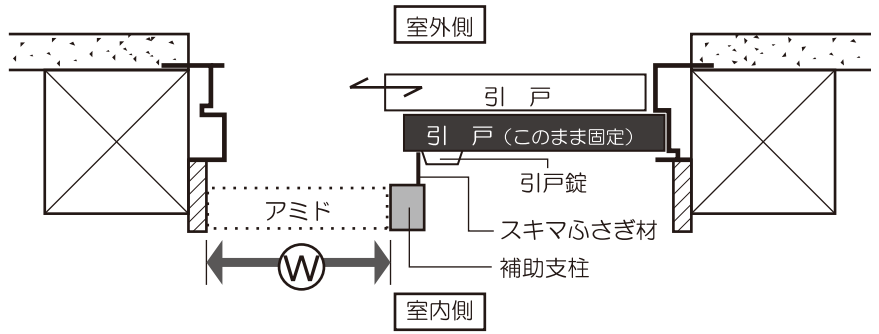 室外側
引 戸
引 戸（このまま固定）
引戸錠
アミド
スキマふさぎ材
W
補助支柱
室内側